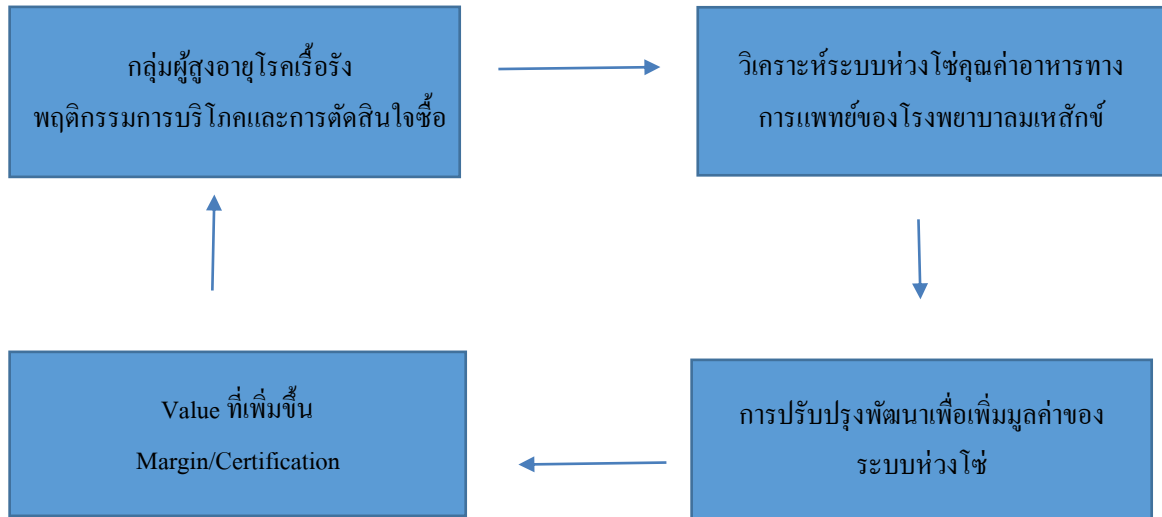 กลุ่มผู้สูงอายุโรคเรื้อรัง
พฤติกรรมการบริโภคและการตัดสินใจซื้อ
วิเคราะห์ระบบห่วงโซ่คุณค่าอาหารทาง
การแพทย์ของโรงพยาบาลมเหสักข์
การปรับปรุงพัฒนาเพื่อเพิ่มมูลค่าของ
ระบบห่วงโซ่
Value ที่เพิ่มขึ้น
Margin/Certification